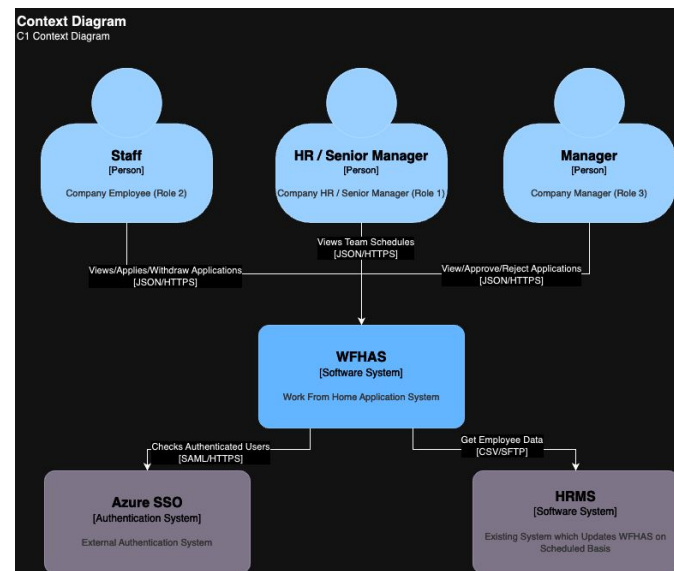 Context Diagram
C1 Context Diagram
Staff
[Person]
Company Employee (Role 2)
HR / Senior Manager
[Person]
Company HR / Senior Manager (Role 1)
Manager
[Person]
Company Manager (Role 3)
Views/Applies/Withdraw Applications
[JSON/HTTPS]
Views Team Schedules
[JSON/HTTPS]
View/Approve/Reject Applications
[JSON/HTTPS]
WFHAS
[Software System]
Work From Home Application System
Checks Authenticated Users
[SAML/HTTPS]
Get Employee Data
[CSV/SFTP]
Azure SSO
[Authentication System]
External Authentication System
HRMS
[Software System]
Existing System which Updates WFHAS on
Scheduled Basis